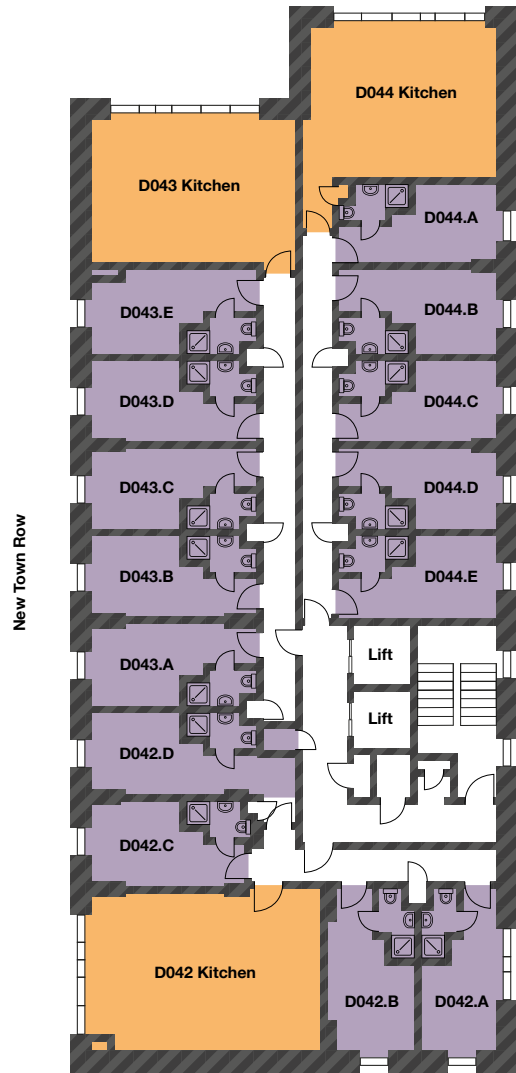 D044 Kitchen
D043 Kitchen
D044.A
D043.E
D044.B
D043.D
D044.C
D043.C
D044.D
D043.B
D044.E
New Town Row
D043.A
Lift
Lift
D042.D
D042.C
D042 Kitchen
D042.B
D042.A